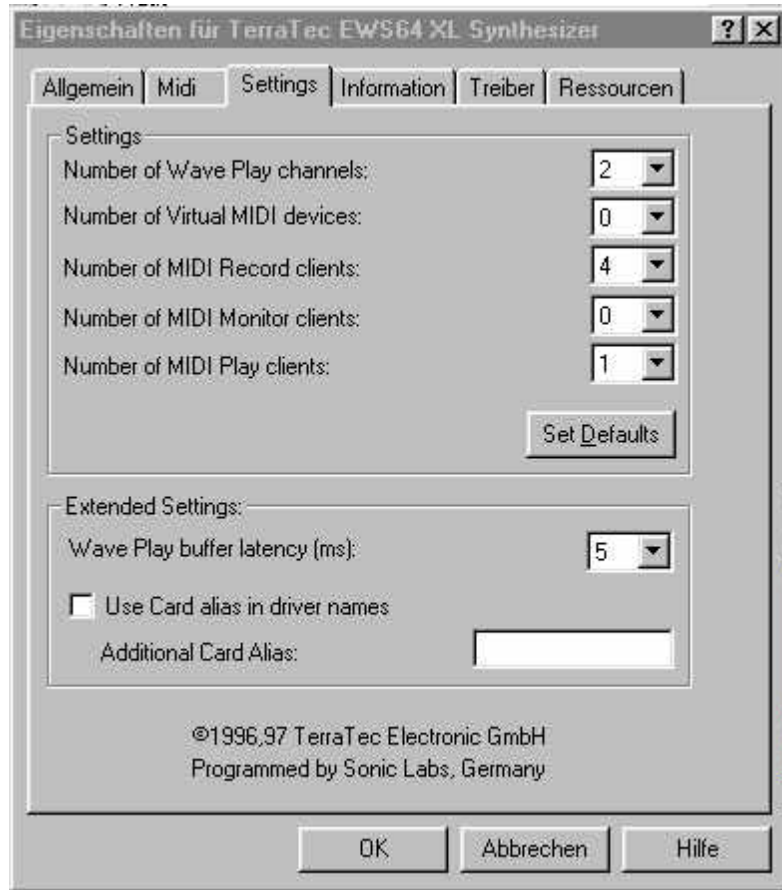 Eigenschaften für TerraTec EWS64 XL Synthesizer
Allgemein Midi Settings Information Treiber Ressourcen
Settings
Number of Wave Play channels: 2
Number of Virtual MIDI devices: 0
Number of MIDI Record clients: 4
Number of MIDI Monitor clients: 0
Number of MIDI Play clients: 1
Set Defaults
Extended Settings:
Wave Play buffer latency (ms): 5
Use Card alias in driver names
Additional Card Alias:
©1996,97 TerraTec Electronic GmbH
Programmed by Sonic Labs, Germany
OK Abbrechen Hilfe